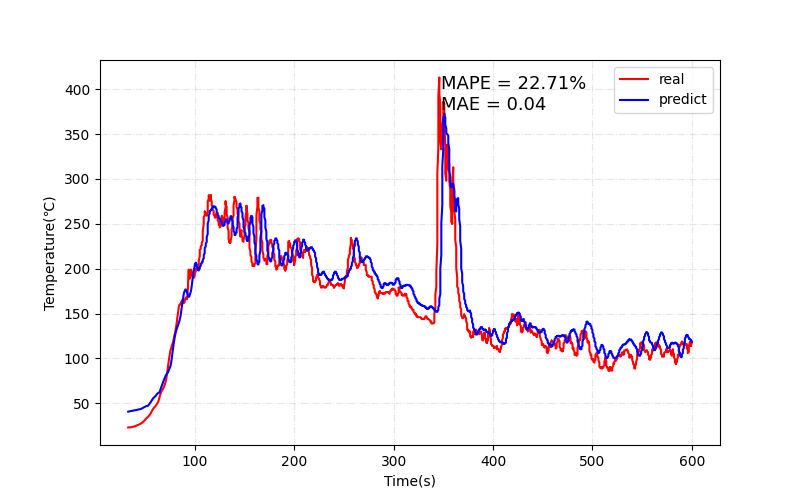 MAPE = 22.71%
MAE = 0.04
real
predict
Temperature(℃)
400
350
300
250
200
150
100
50
100 200 300 400 500 600
Time(s)